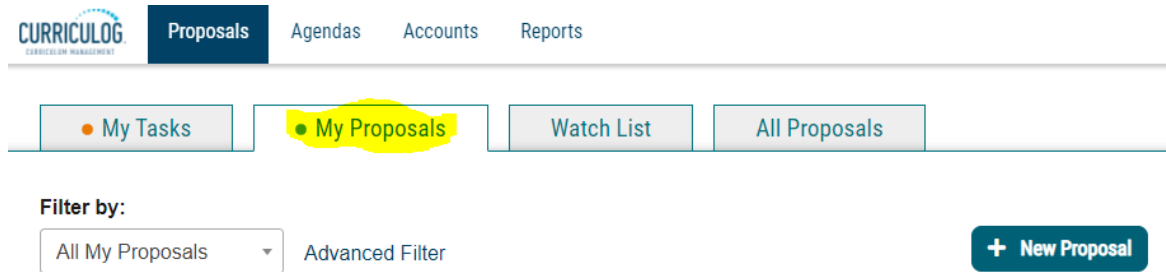 CURRICULOG
CURRICULUM MANAGEMENT
Proposals Agendas Accounts Reports
My Tasks My Proposals Watch List All Proposals
Filter by:
All My Proposals Advanced Filter + New Proposal